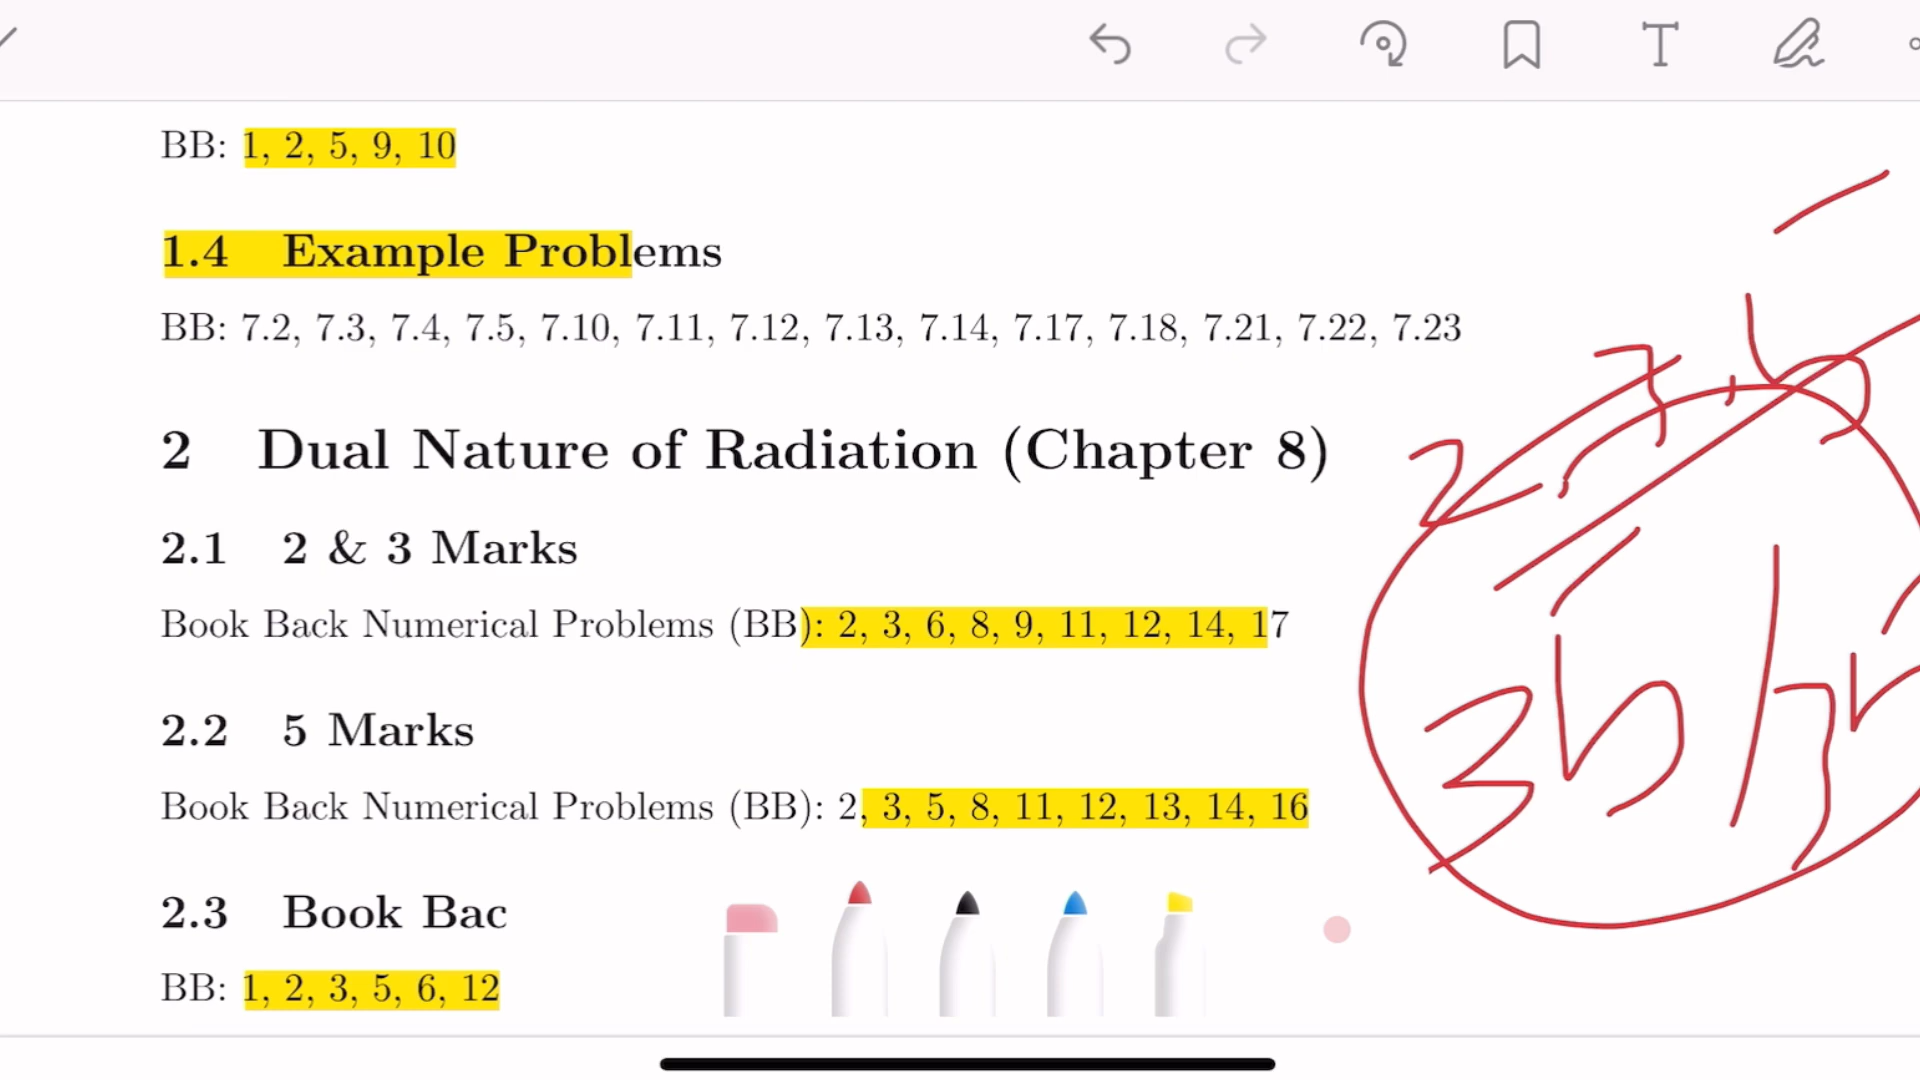 BB: 1, 2, 5, 9, 10
1.4 Example Problems
BB: 7.2, 7.3, 7.4, 7.5, 7.10, 7.11, 7.12, 7.13, 7.14, 7.17, 7.18, 7.21, 7.22, 7.23
2 Dual Nature of Radiation (Chapter 8)
2.1 2 & 3 Marks
Book Back Numerical Problems (BB): 2, 3, 6, 8, 9, 11, 12, 14, 17
2.2 5 Marks
Book Back Numerical Problems (BB): 2, 3, 5, 8, 11, 12, 13, 14, 16
2.3 Book Bac
BB: 1, 2, 3, 5, 6, 12